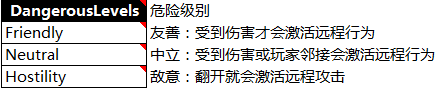 DangerousLevels 危险级别
Friendly 友善：受到伤害才会激活远程行为
Neutral 中立：受到伤害或玩家邻接会激活远程行为
Hostility 敌意：翻开就会激活远程攻击